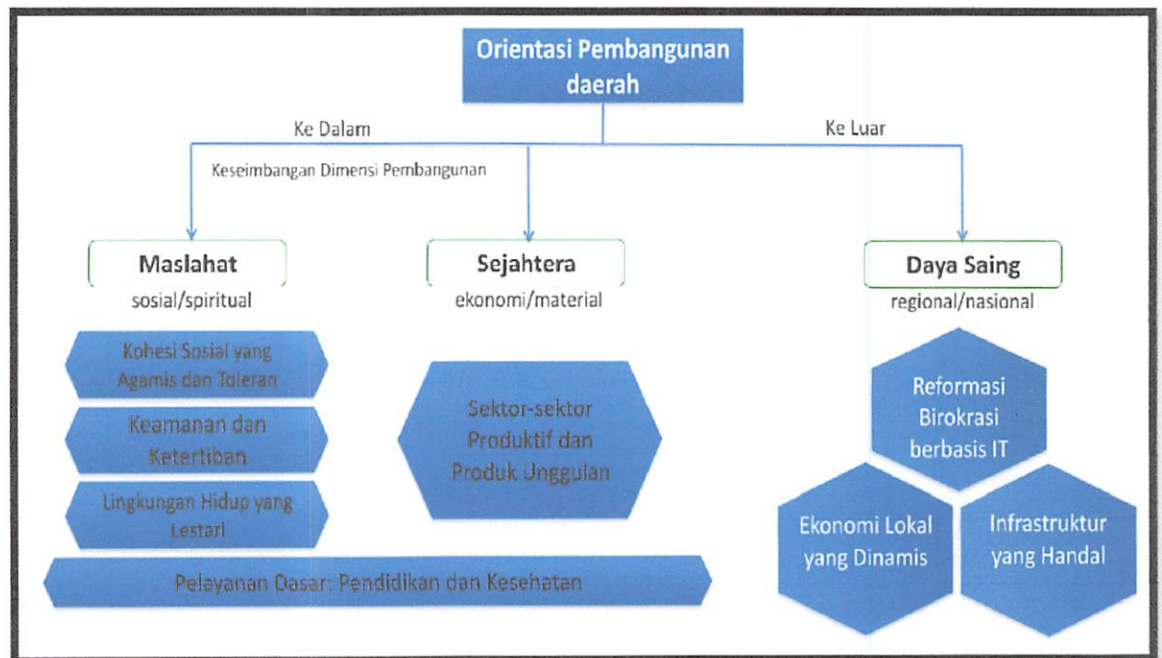 Orientasi Pembangunan
daerah
Ke Dalam
Ke Luar
Keseimbangan Dimensi Pembangunan
Maslahat
sosial/spiritual
Kohesi Sosial yang
Agamis dan Toleran
Keamanan dan
Ketertiban
Lingkungan Hidup yang
Lestari
Sejahtera
ekonomi/material
Sektor-sektor
Produktif dan
Produk Unggulan
Pelayanan Dasar: Pendidikan dan Kesehatan
Daya Saing
regional/nasional
Reformasi
Birokrasi
berbasis IT
Ekonomi Lokal
yang Dinamis
Infrastruktur
yang Handal